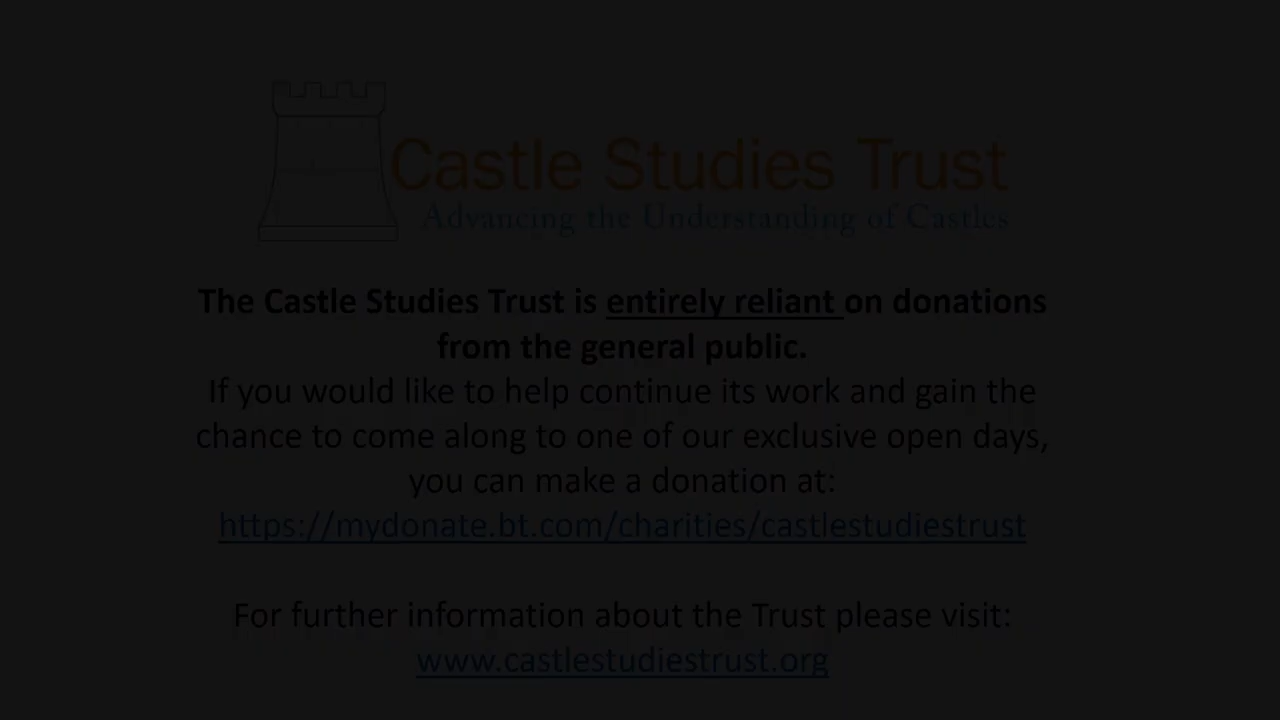 Castle Studies Trust
Advancing the Understanding of Castles
The Castle Studies Trust is entirely reliant on donations
from the general public.
If you would like to help continue its work and gain the
chance to come along to one of our exclusive open days,
you can make a donation at:
https://mydonate.bt.com/charities/castlestudiestrust
For further information about the Trust please visit:
www.castlestudiestrust.org